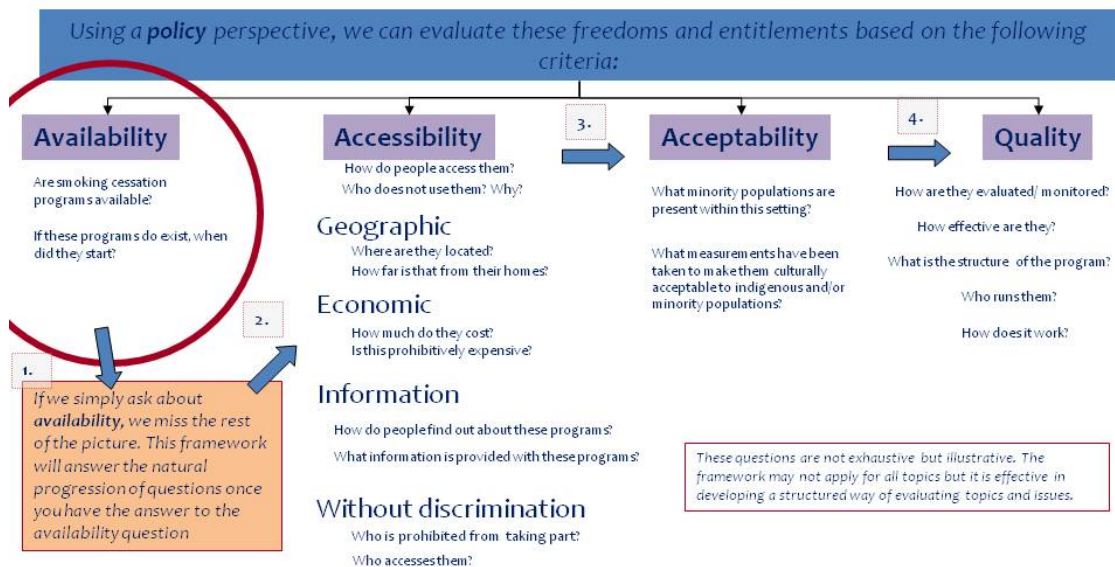 Using a policy perspective, we can evaluate these freedoms and entitlements based on the following
criteria:
Availability
Are smoking cessation
programs available?
If these programs do exist, when
did they start?
1.
If we simply ask about
availability, we miss the rest
of the picture. This framework
will answer the natural
progression of questions once
you have the answer to the
availability question
2.
Accessibility
How do people access them?
Who does not use them? Why?
Geographic
Where are they located?
How far is that from their homes?
Economic
How much do they cost?
Is this prohibitively expensive?
Information
How do people find out about these programs?
What information is provided with these programs?
Without discrimination
Who is prohibited from taking part?
Who accesses them?
3.
Acceptability
What minority populations are
present within this setting?
What measurements have been
taken to make them culturally
acceptable to indigenous and/or
minority populations?
4.
Quality
How are they evaluated/ monitored?
How effective are they?
What is the structure of the program?
Who runs them?
How does it work?
These questions are not exhaustive but illustrative. The
framework may not apply for all topics but it is effective in
developing a structured way of evaluating topics and issues.